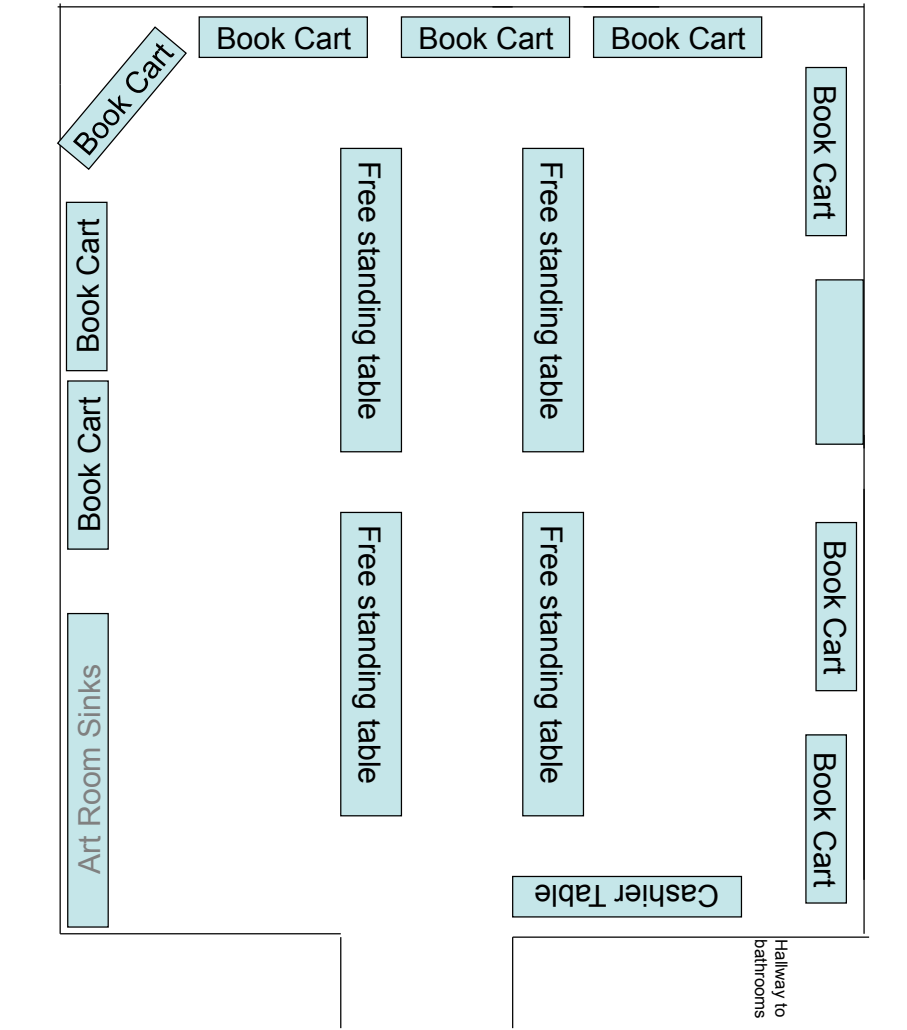 Book Cart
Book Cart
Book Cart
Book Cart
Book Cart
Free standing table
Free standing table
Book Cart
Book Cart
Free standing table
Free standing table
Book Cart
Art Room Sinks
Book Cart
Cashier Table
Hallway to
bathrooms